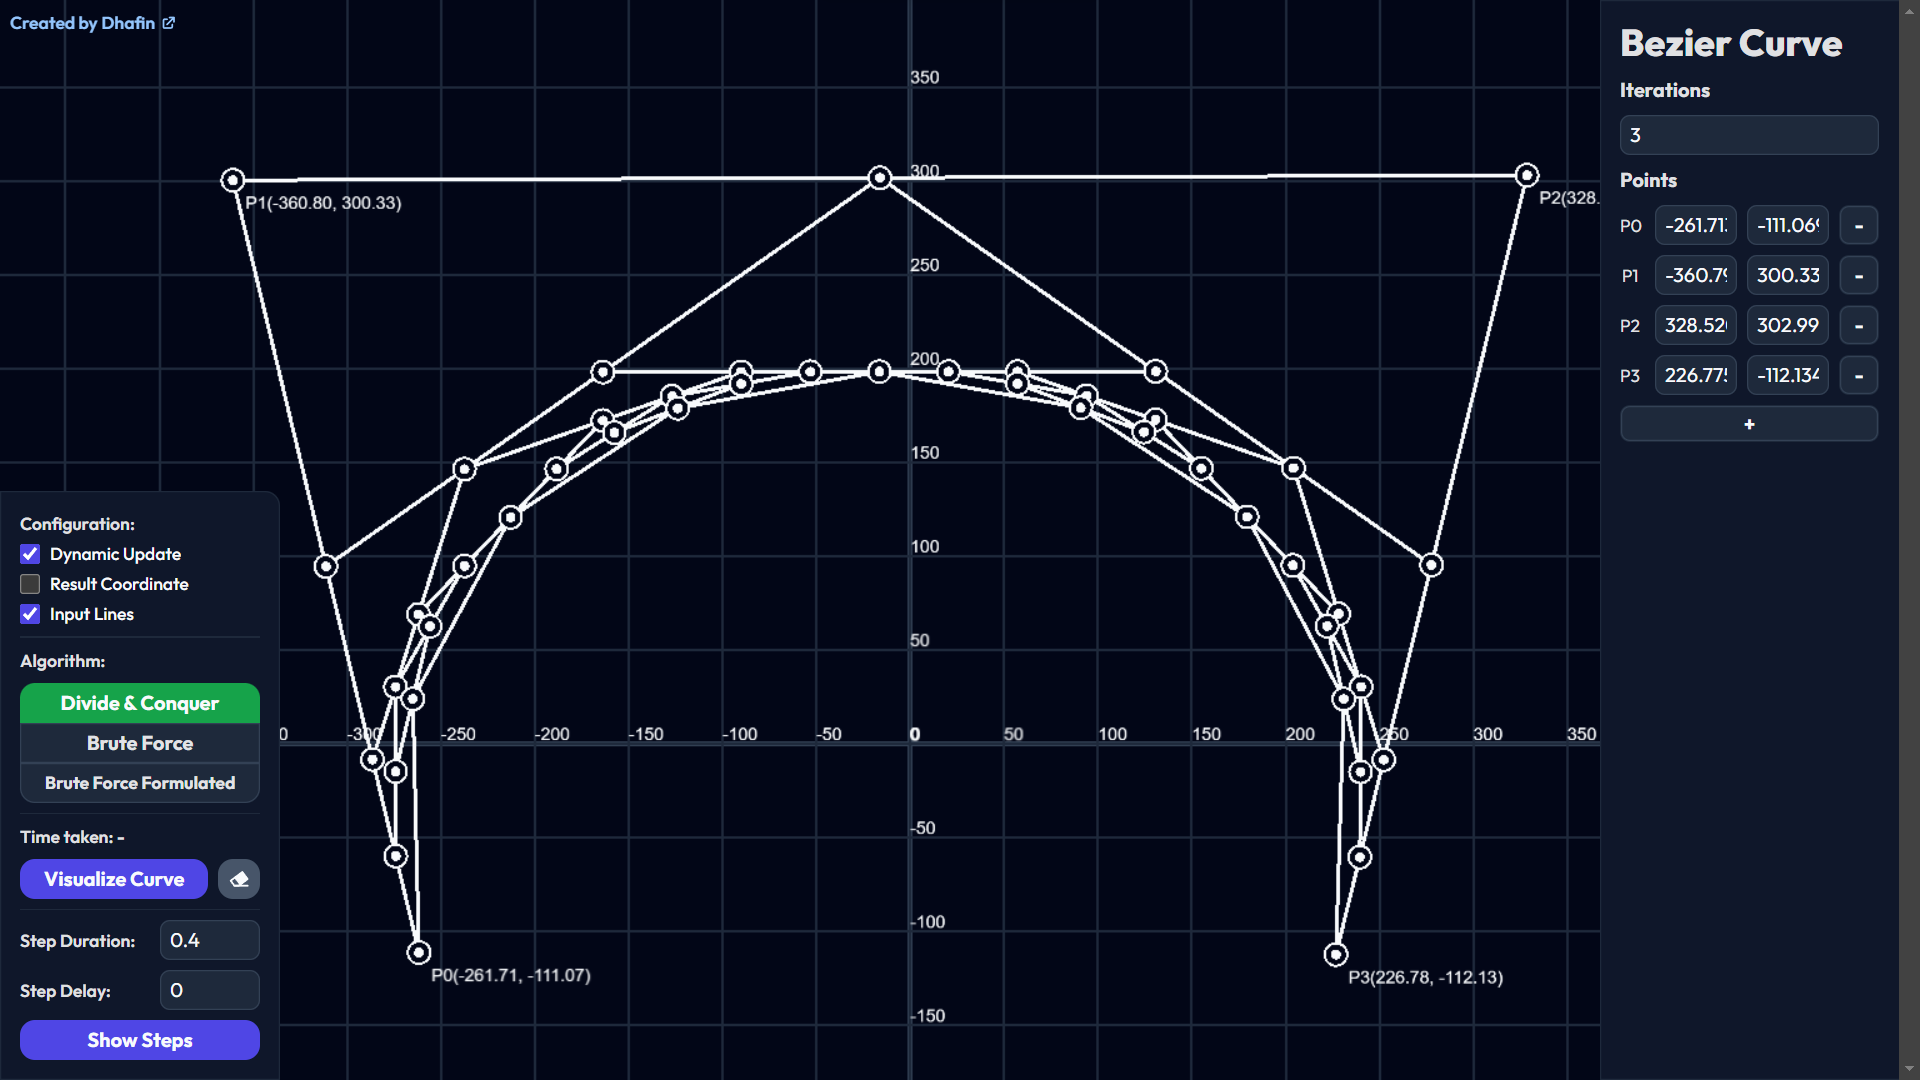 Created by Dhafin
350
300
250
200
150
100
50
-50
-100
-150
0
-300
-250
-200
-150
-100
-50
0
50
100
150
200
250
300
350
P1(-360.80, 300.33)
P2(328.
P0(-261.71, -111.07)
P3(226.78, -112.13)
Configuration:
Dynamic Update
Result Coordinate
Input Lines
Algorithm:
Divide & Conquer
Brute Force
Brute Force Formulated
Time taken: -
Visualize Curve
Step Duration: 0.4
Step Delay: 0
Show Steps
Bezier Curve
Iterations
3
Points
P0 -261.71 -111.06 -
P1 -360.7 300.33 -
P2 328.52 302.99 -
P3 226.77 -112.13 -
+